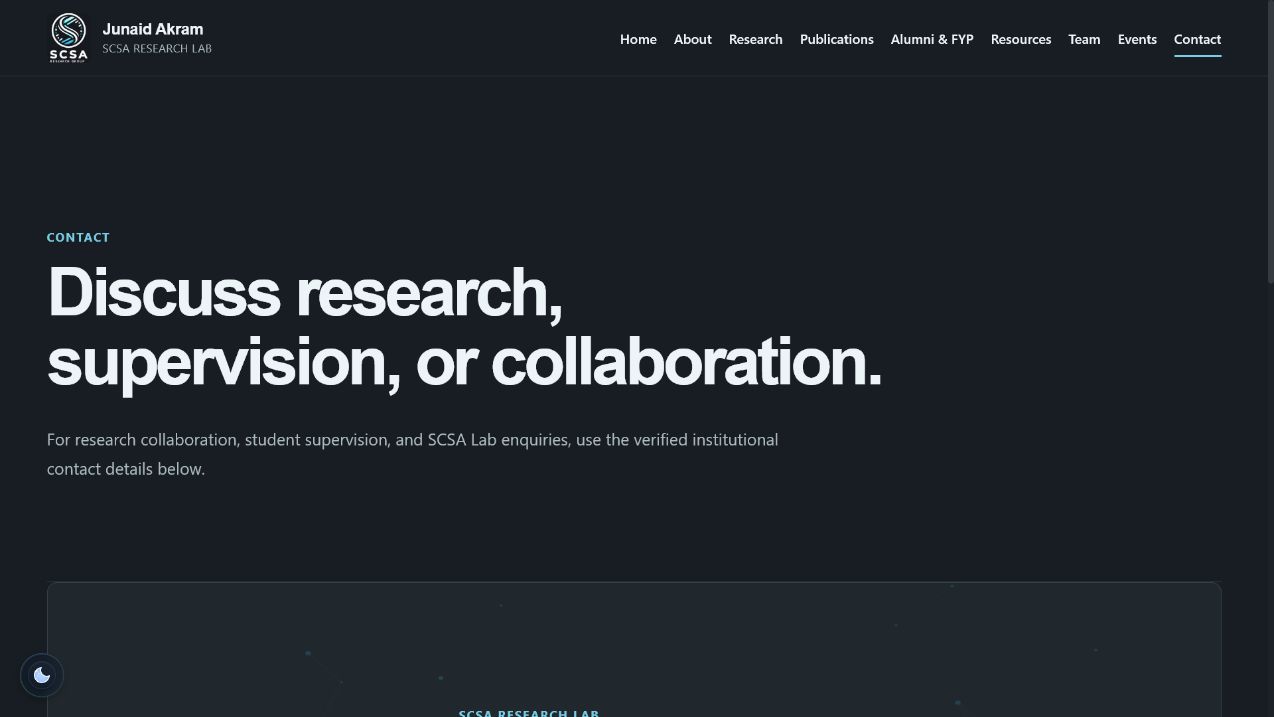 SCSA
RESEARCH GROUP
Junaid Akram
SCSA RESEARCH LAB
Home
About
Research
Publications
Alumni & FYP
Resources
Team
Events
Contact
CONTACT
Discuss research,
supervision, or collaboration.
For research collaboration, student supervision, and SCSA Lab enquiries, use the verified institutional
contact details below.
SCSA RESEARCH LAB